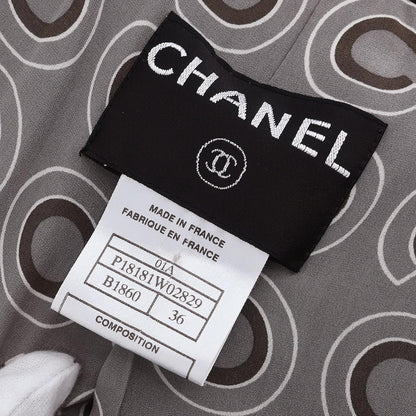 CHANEL
MADE IN FRANCE
FABRIQUE EN FRANCE
01A
P18181W02829
B1860
36
COMPOSITION